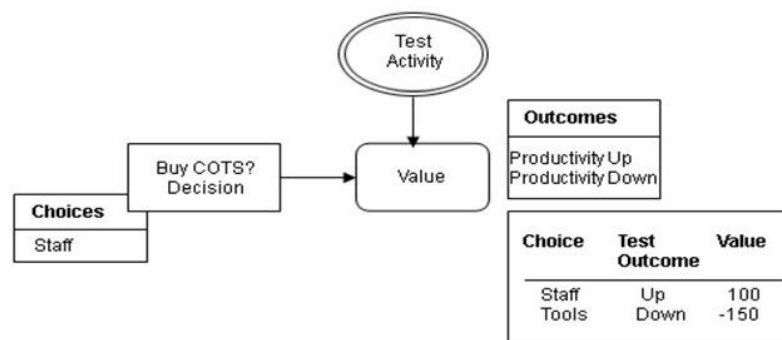 Test
Activity
Outcomes
Productivity Up
Productivity Down
Buy COTS?
Decision
Value
Choices
Staff
Choice Test Outcome Value
Staff Up 100
Tools Down -150